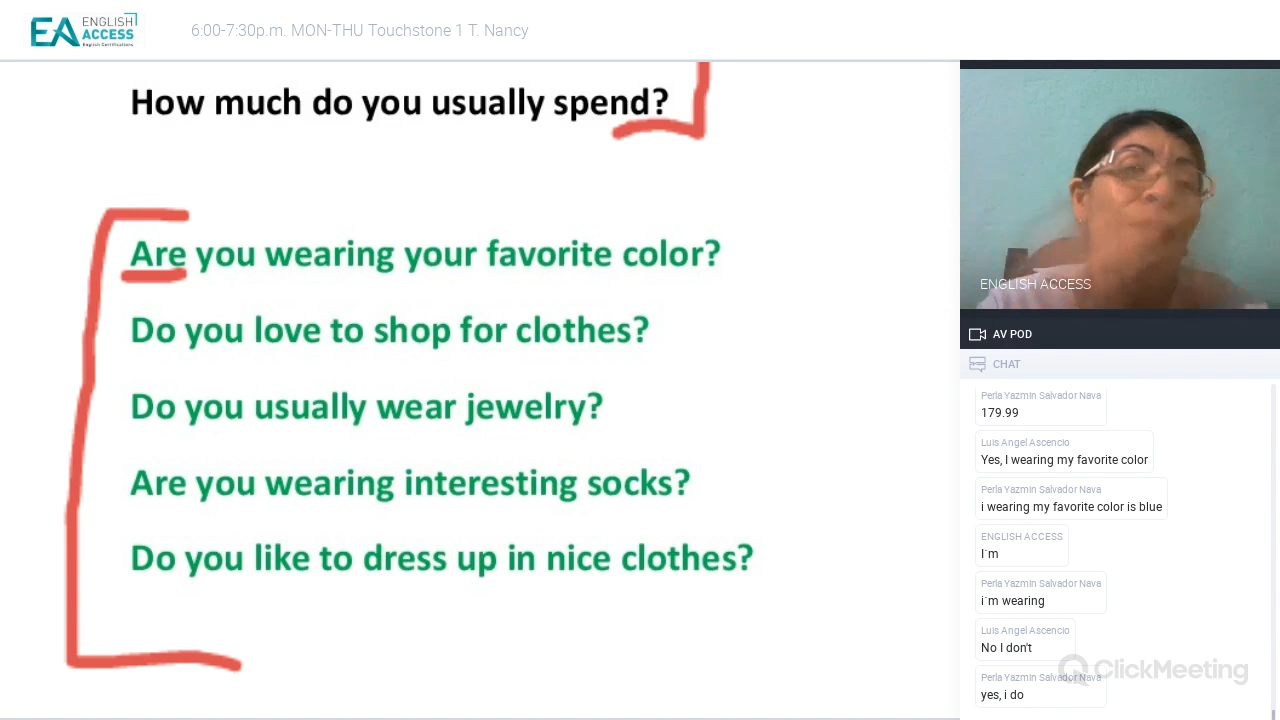 ENGLISH
ACCESS
English Certifications
EA
6:00-7:30p.m. MON-THU Touchstone 1 T. Nancy
How much do you usually spend?
Are you wearing your favorite color?
Do you love to shop for clothes?
Do you usually wear jewelry?
Are you wearing interesting socks?
Do you like to dress up in nice clothes?
ENGLISH ACCESS
AV POD
CHAT
Perla Yazmin Salvador Nava
179.99
Luis Angel Ascencio
Yes, I wearing my favorite color
Perla Yazmin Salvador Nava
i wearing my favorite color is blue
ENGLISH ACCESS
I´m
Perla Yazmin Salvador Nava
i´m wearing
Luis Angel Ascencio
No I don't
Perla Yazmin Salvador Nava
yes, i do
ClickMeeting